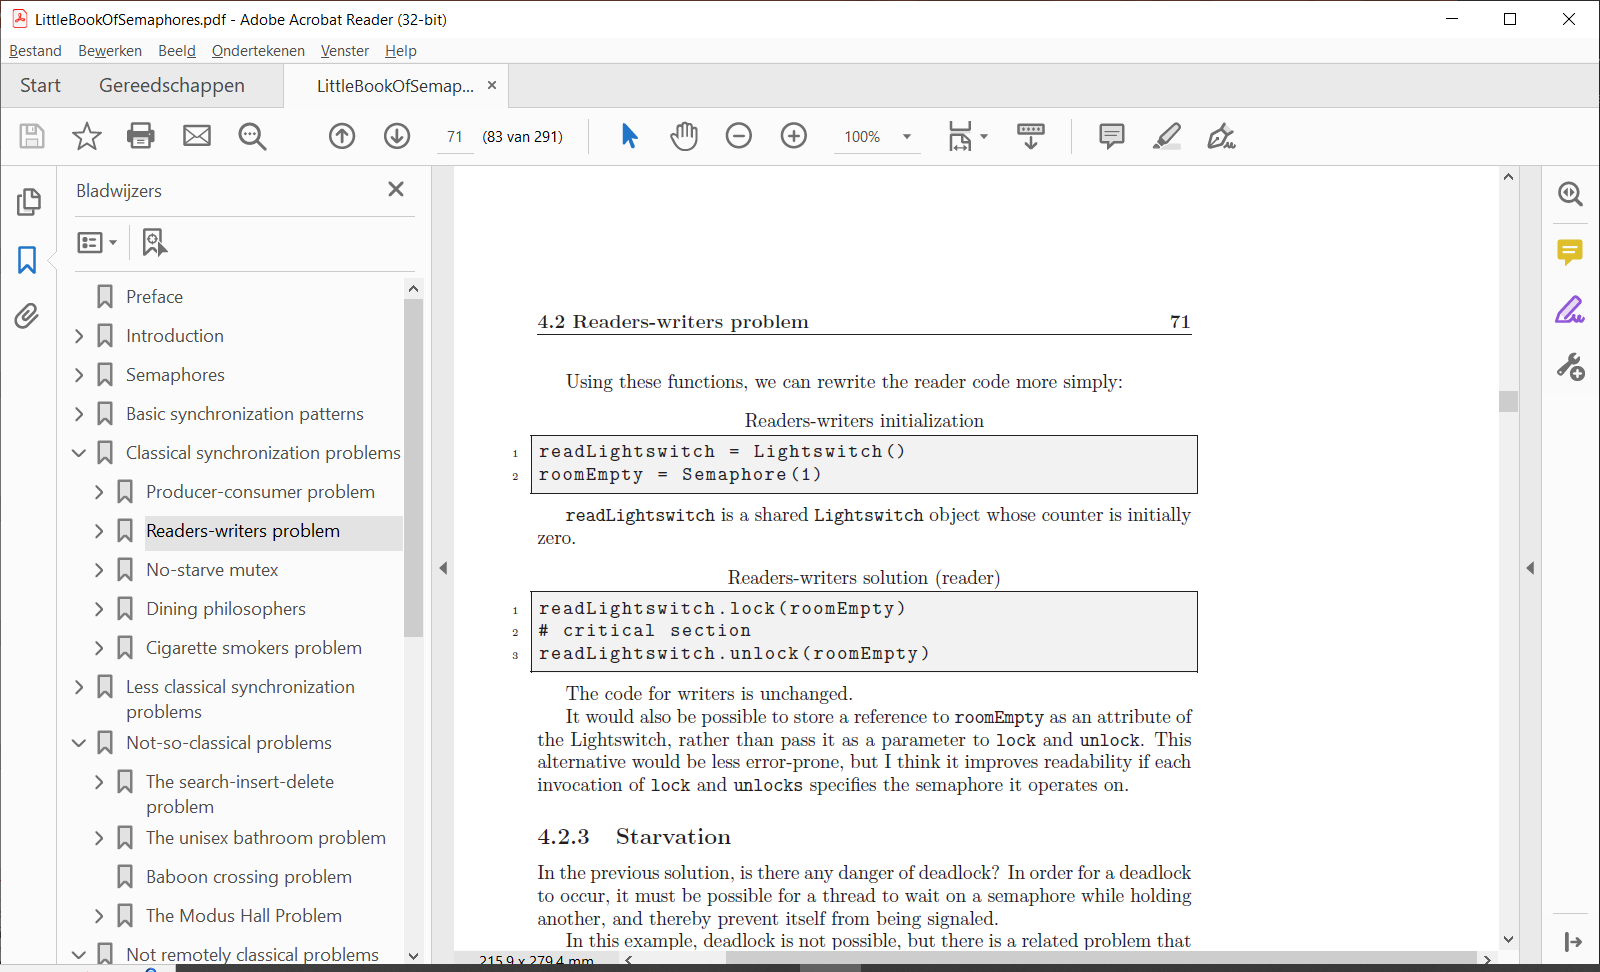 LittleBookOfSemaphores.pdf - Adobe Acrobat Reader (32-bit)
Bestand Bewerken Beeld Ondertekenen Venster Help
Start Gereedschappen LittleBookOfSemap... ×
71 (83 van 291) 100%
Bladwijzers
Preface
Introduction
Semaphores
Basic synchronization patterns
Classical synchronization problems
Producer-consumer problem
Readers-writers problem
No-starve mutex
Dining philosophers
Cigarette smokers problem
Less classical synchronization
problems
Not-so-classical problems
The search-insert-delete
problem
The unisex bathroom problem
Baboon crossing problem
The Modus Hall Problem
Not remotely classical problems
4.2 Readers-writers problem 71
Using these functions, we can rewrite the reader code more simply:
Readers-writers initialization
1 readLightswitch = Lightswitch()
2 roomEmpty = Semaphore(1)
readLightswitch is a shared Lightswitch object whose counter is initially
zero.
Readers-writers solution (reader)
1 readLightswitch.lock(roomEmpty)
2 # critical section
3 readLightswitch.unlock(roomEmpty)
The code for writers is unchanged.
It would also be possible to store a reference to roomEmpty as an attribute of
the Lightswitch, rather than pass it as a parameter to lock and unlock. This
alternative would be less error-prone, but I think it improves readability if each
invocation of lock and unlocks specifies the semaphore it operates on.
4.2.3 Starvation
In the previous solution, is there any danger of deadlock? In order for a deadlock
to occur, it must be possible for a thread to wait on a semaphore while holding
another, and thereby prevent itself from being signaled.
In this example, deadlock is not possible, but there is a related problem that
215,9 x 279,4 mm